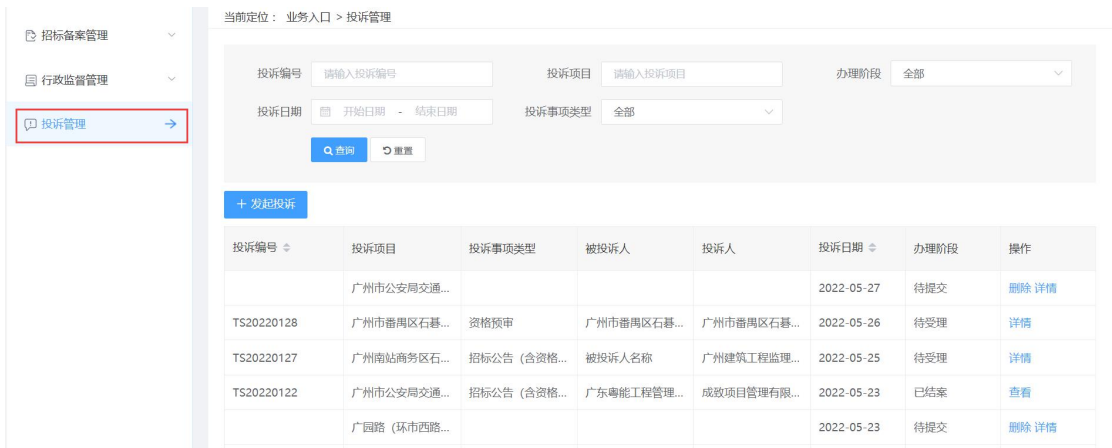 当前定位： 业务入口 > 投诉管理
招标备案管理
行政监督管理
投诉管理
投诉编号 请输入投诉编号 投诉项目 请输入投诉项目 办理阶段 全部
投诉日期 开始日期 - 结束日期 投诉事项类型 全部
查询 重置
+ 发起投诉
投诉编号 投诉项目 投诉事项类型 被投诉人 投诉人 投诉日期 办理阶段 操作
广州市公安局交通... 2022-05-27 待提交 删除 详情
TS20220128 广州市番禺区石碁... 资格预审 广州市番禺区石碁... 广州市番禺区石碁... 2022-05-26 待受理 详情
TS20220127 广州南站商务区石... 招标公告（含资格... 被投诉人名称 广州建筑工程监理... 2022-05-25 待受理 详情
TS20220122 广州市公安局交通... 招标公告（含资格... 广东粤能工程管理... 成致项目管理有限... 2022-05-23 已结案 查看
广园路（环市西路... 2022-05-23 待提交 删除 详情